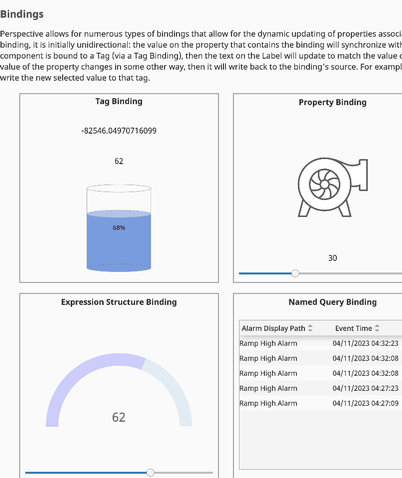 Bindings
Perspective allows for numerous types of bindings that allow for the dynamic updating of properties associ
binding, it is initially unidirectional: the value on the property that contains the binding will synchronize with
component is bound to a Tag (via a Tag Binding), then the text on the Label will update to match the value o
value of the property changes in some other way, then it will write back to the binding's source. For exampl
write the new selected value to that tag.
Tag Binding
-82546.04970716099
62
68%
Property Binding
30
Expression Structure Binding
62
Named Query Binding
Alarm Display Path Event Time
Ramp High Alarm 04/11/2023 04:32:23
Ramp High Alarm 04/11/2023 04:32:08
Ramp High Alarm 04/11/2023 04:32:08
Ramp High Alarm 04/11/2023 04:27:23
Ramp High Alarm 04/11/2023 04:27:09